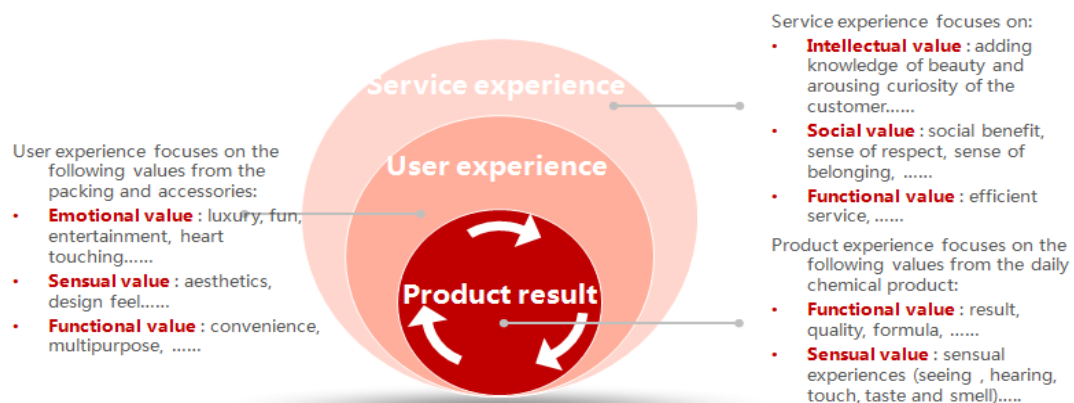 Service experience
User experience
Product result
User experience focuses on the
following values from the
packing and accessories:
• Emotional value : luxury, fun,
entertainment, heart
touching......
• Sensual value : aesthetics,
design feel......
• Functional value : convenience,
multipurpose, ......
Service experience focuses on:
• Intellectual value : adding
knowledge of beauty and
arousing curiosity of the
customer......
• Social value : social benefit,
sense of respect, sense of
belonging, ......
• Functional value : efficient
service, ......
Product experience focuses on the
following values from the daily
chemical product:
• Functional value : result,
quality, formula, ......
• Sensual value : sensual
experiences (seeing , hearing,
touch, taste and smell).....